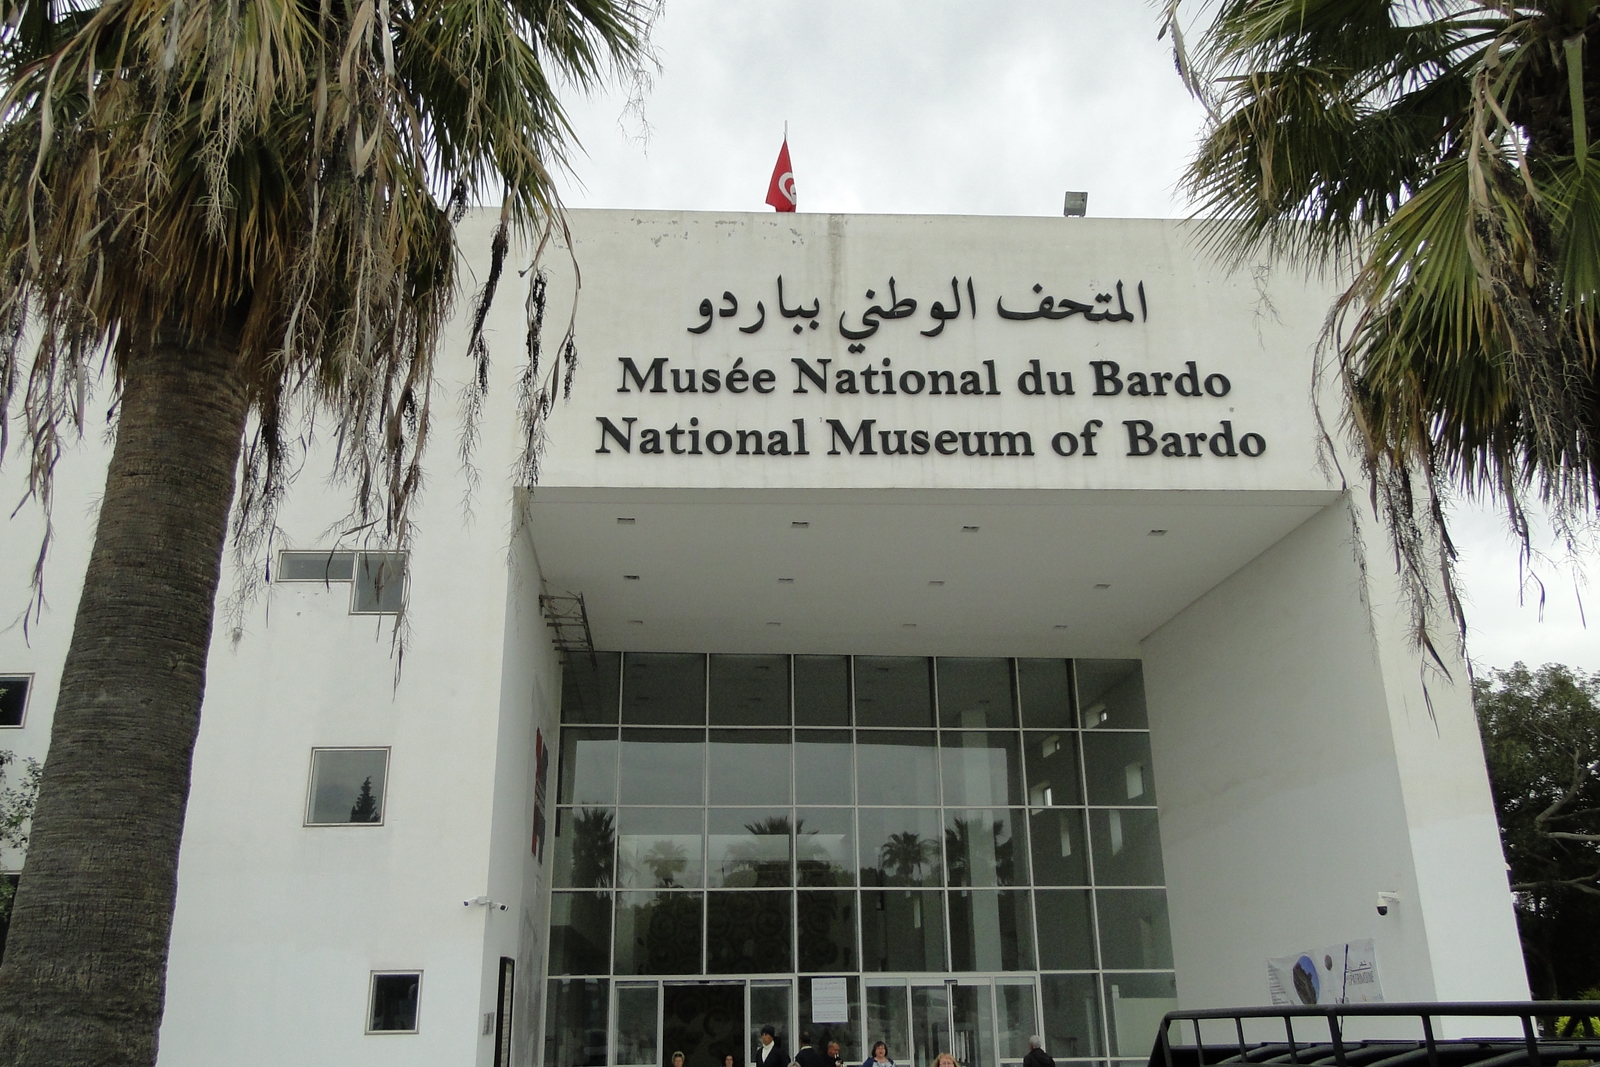 المتحف الوطني بباردو
Musée National du Bardo
National Museum of Bardo